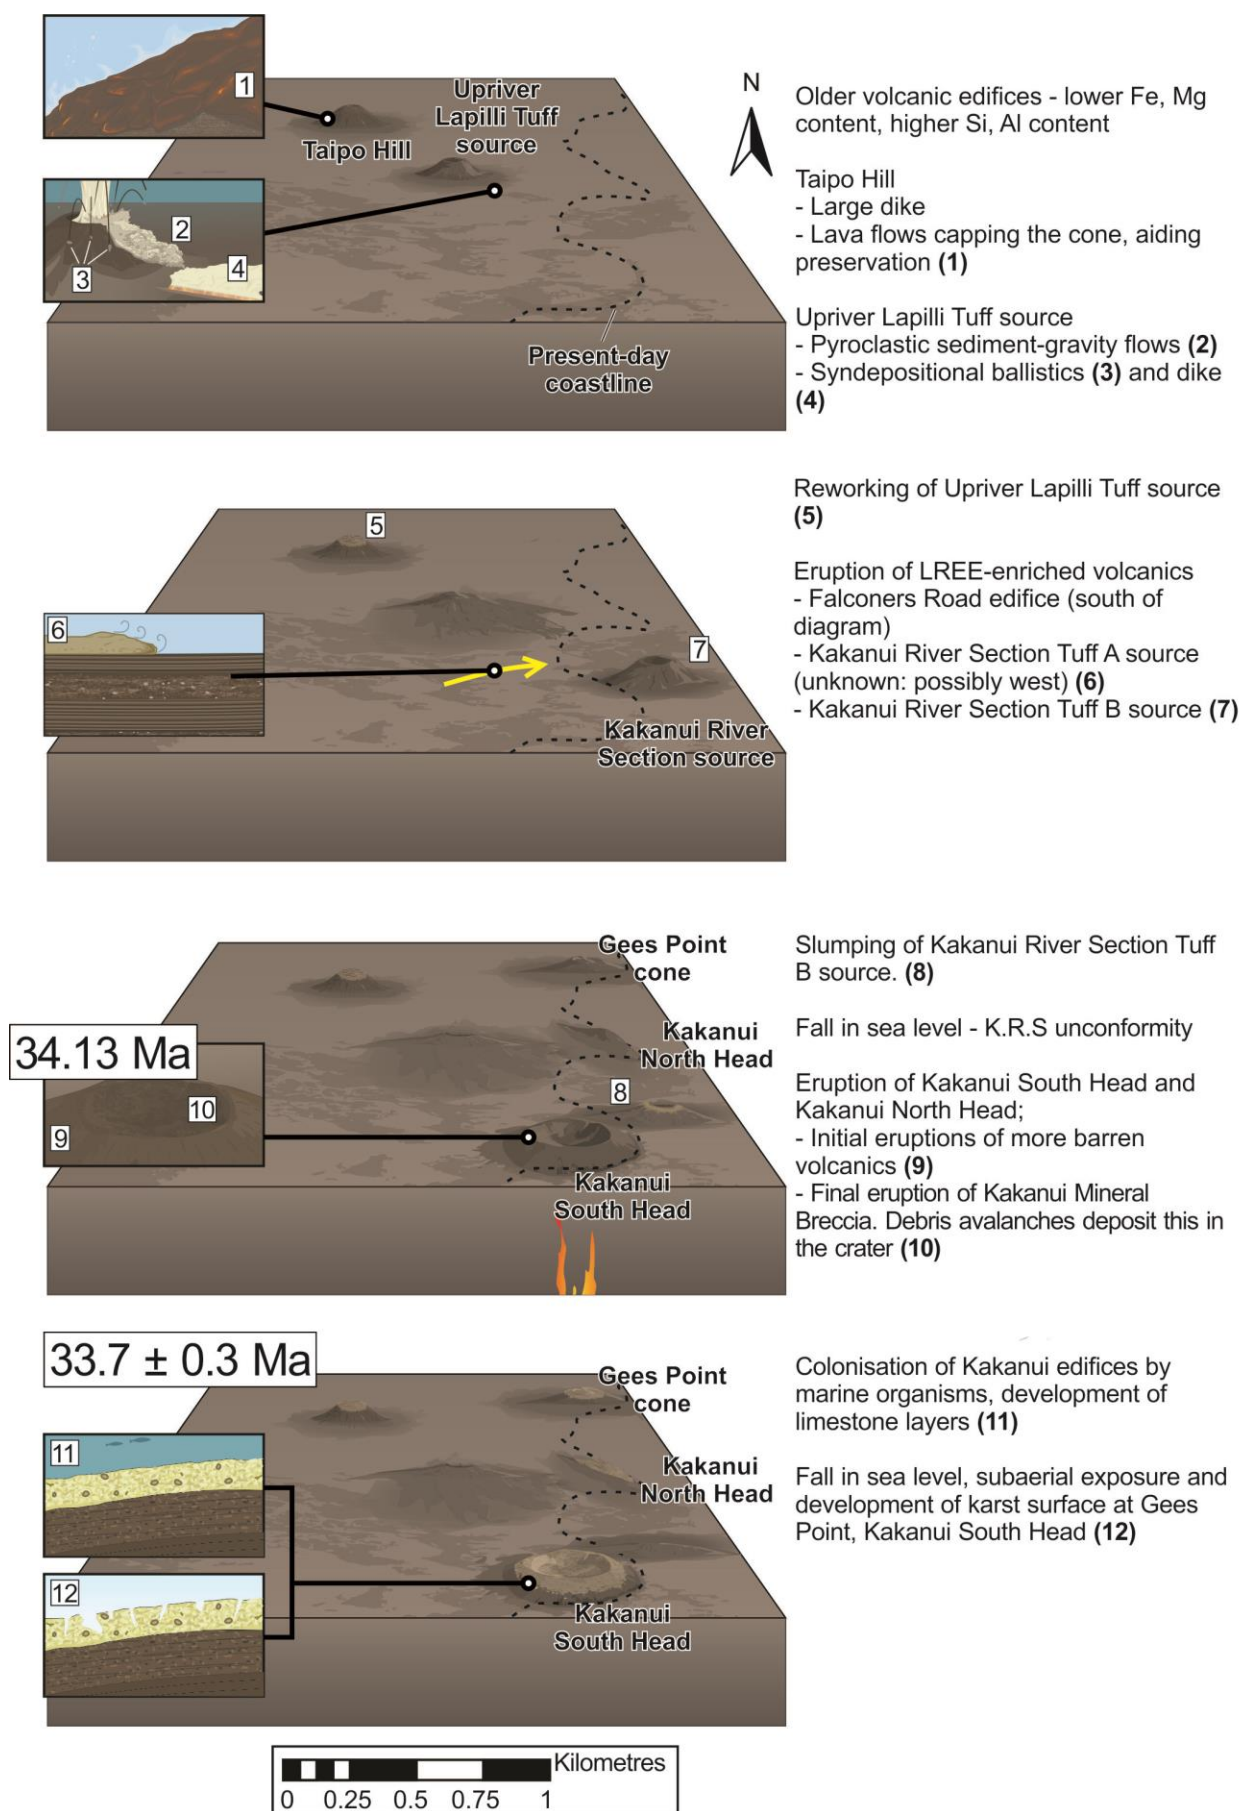 1
Taipo Hill
Upriver
Lapilli Tuff
source
2
3
4
Present-day
coastline
N
Older volcanic edifices - lower Fe, Mg
content, higher Si, Al content
Taipo Hill
- Large dike
- Lava flows capping the cone, aiding
preservation (1)
Upriver Lapilli Tuff source
- Pyroclastic sediment-gravity flows (2)
- Syndepositional ballistics (3) and dike
(4)
5
6
7
Kakanui River
Section source
Reworking of Upriver Lapilli Tuff source
(5)
Eruption of LREE-enriched volcanics
- Falconers Road edifice (south of
diagram)
- Kakanui River Section Tuff A source
(unknown: possibly west) (6)
- Kakanui River Section Tuff B source (7)
34.13 Ma
9
10
Gees Point
cone
Kakanui
North Head
8
Kakanui
South Head
Slumping of Kakanui River Section Tuff
B source. (8)
Fall in sea level - K.R.S unconformity
Eruption of Kakanui South Head and
Kakanui North Head;
- Initial eruptions of more barren
volcanics (9)
- Final eruption of Kakanui Mineral
Breccia. Debris avalanches deposit this in
the crater (10)
33.7 ± 0.3 Ma
11
12
Gees Point
cone
Kakanui
North Head
Kakanui
South Head
Colonisation of Kakanui edifices by
marine organisms, development of
limestone layers (11)
Fall in sea level, subaerial exposure and
development of karst surface at Gees
Point, Kakanui South Head (12)
Kilometres
0 0.25 0.5 0.75 1